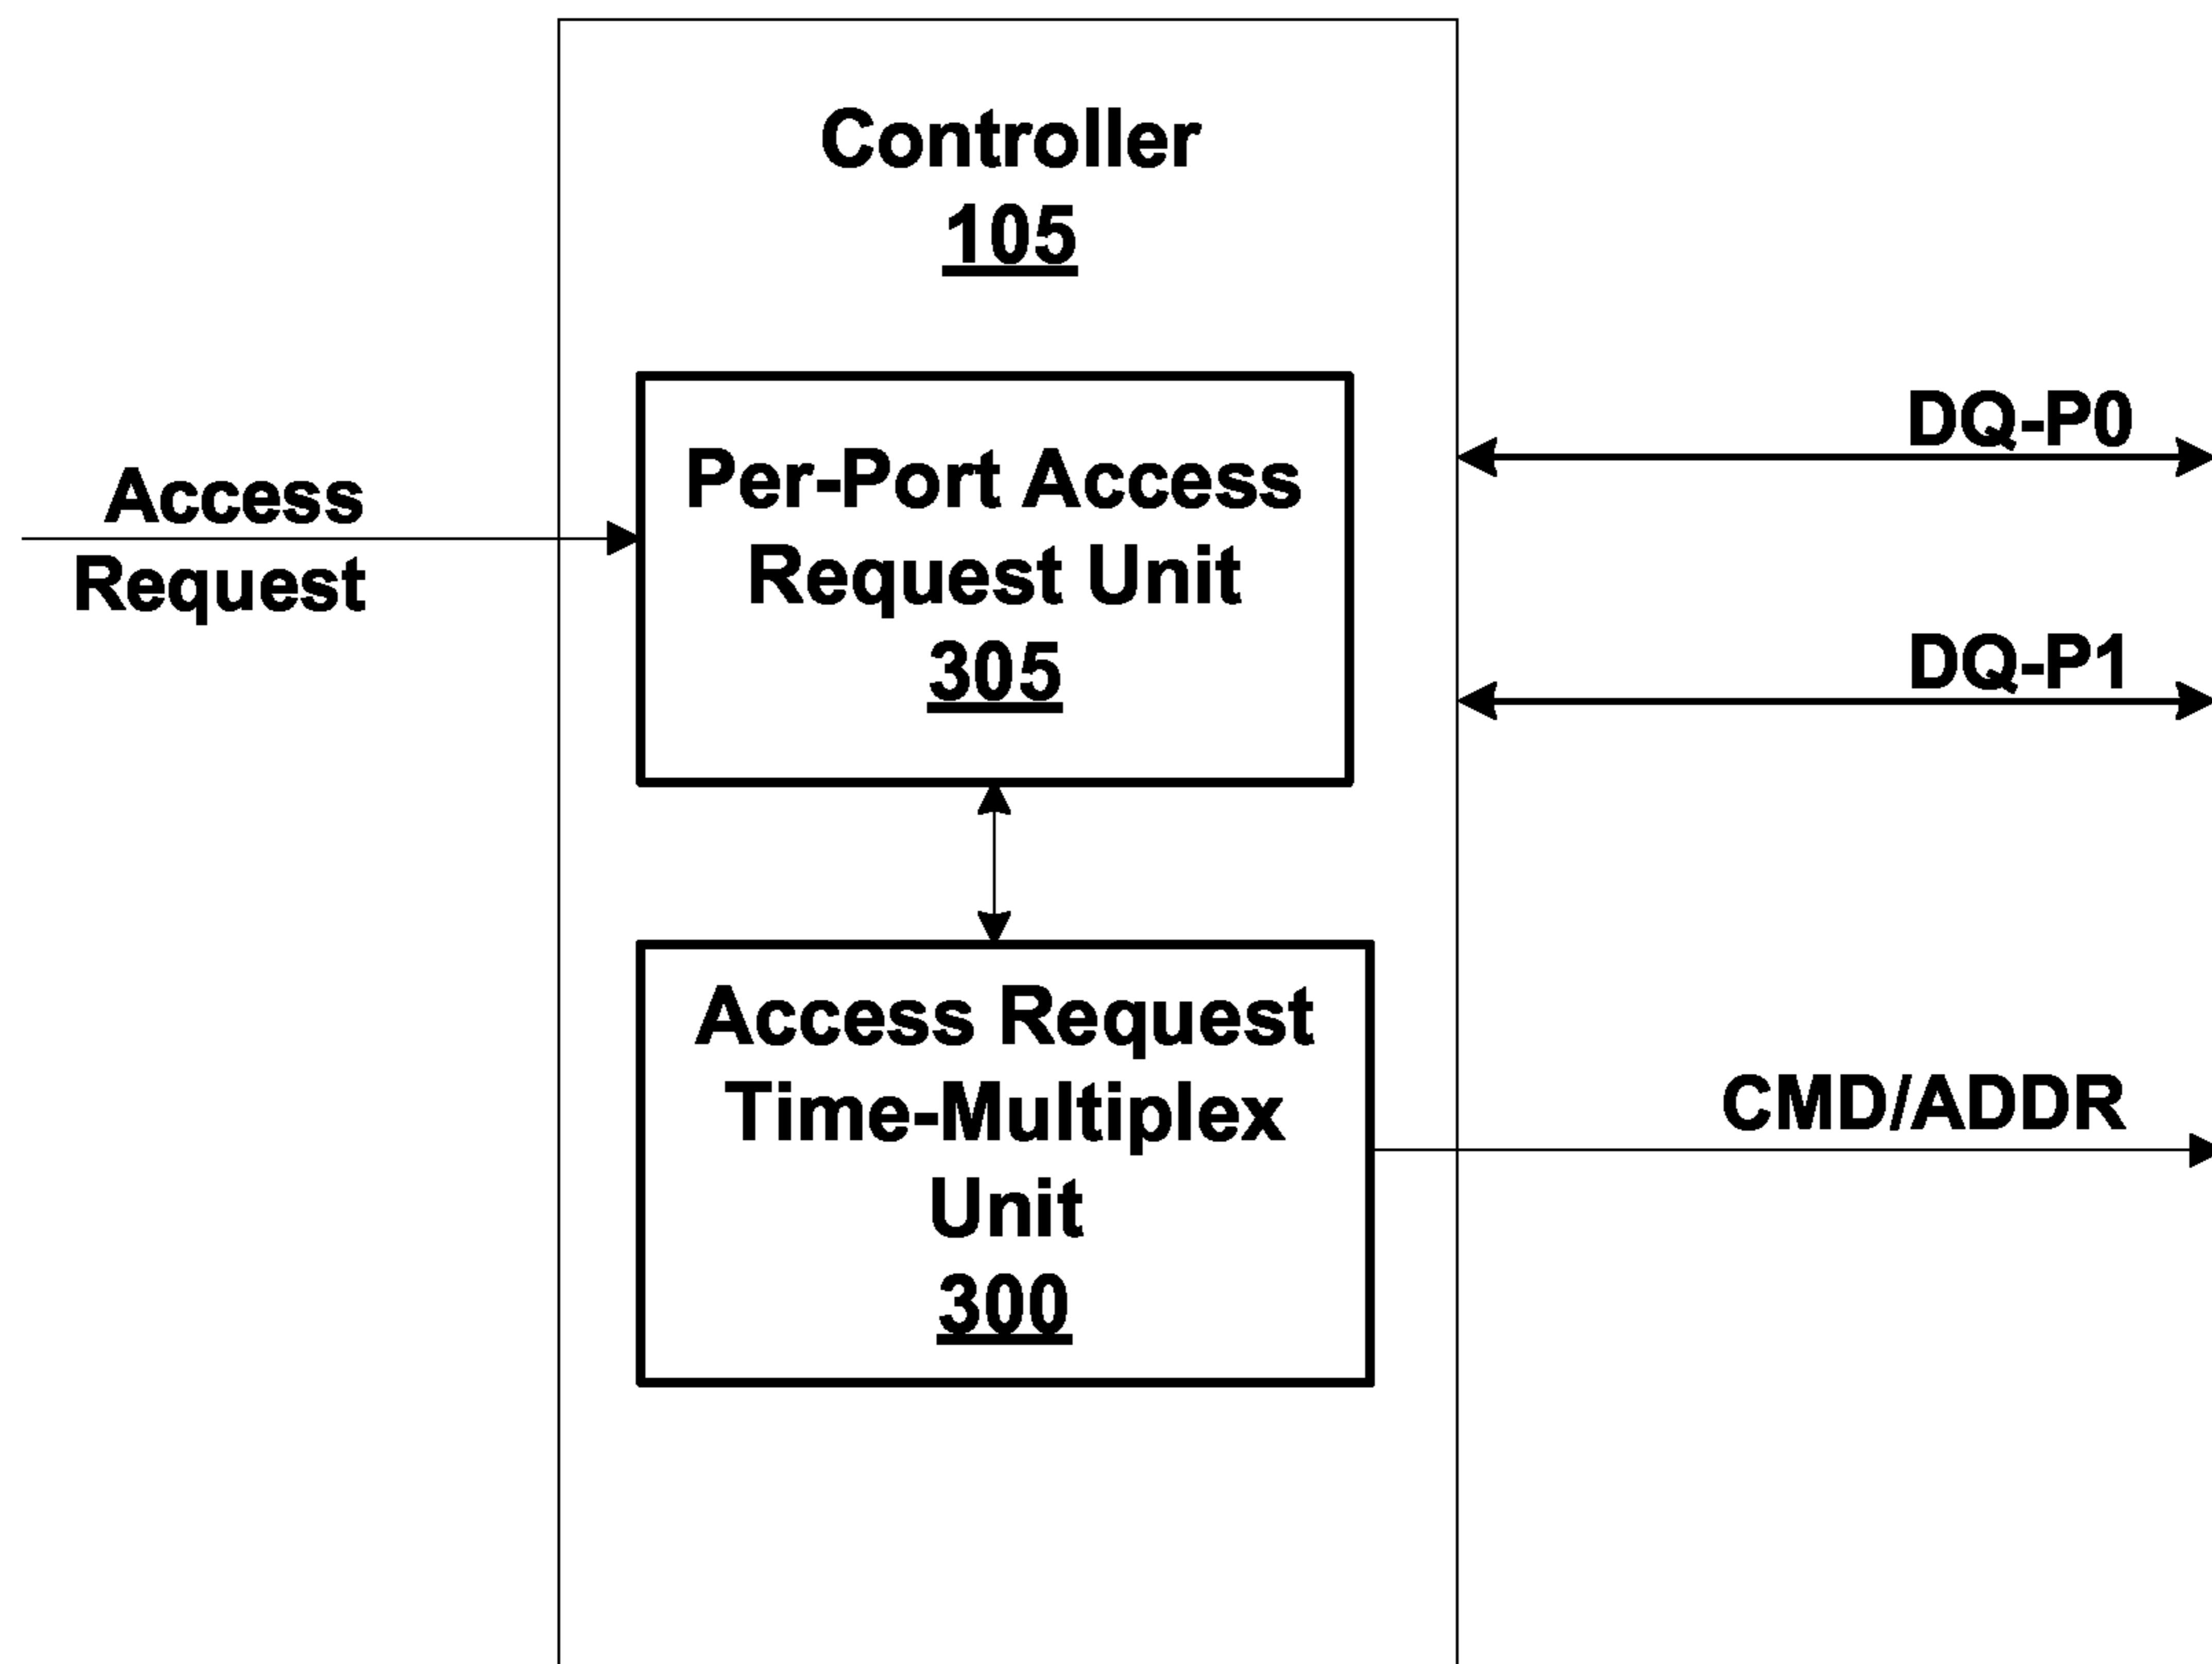 Controller
105
Access
Request
Per-Port Access
Request Unit
305
DQ-P0
DQ-P1
Access Request
Time-Multiplex
Unit
300
CMD/ADDR